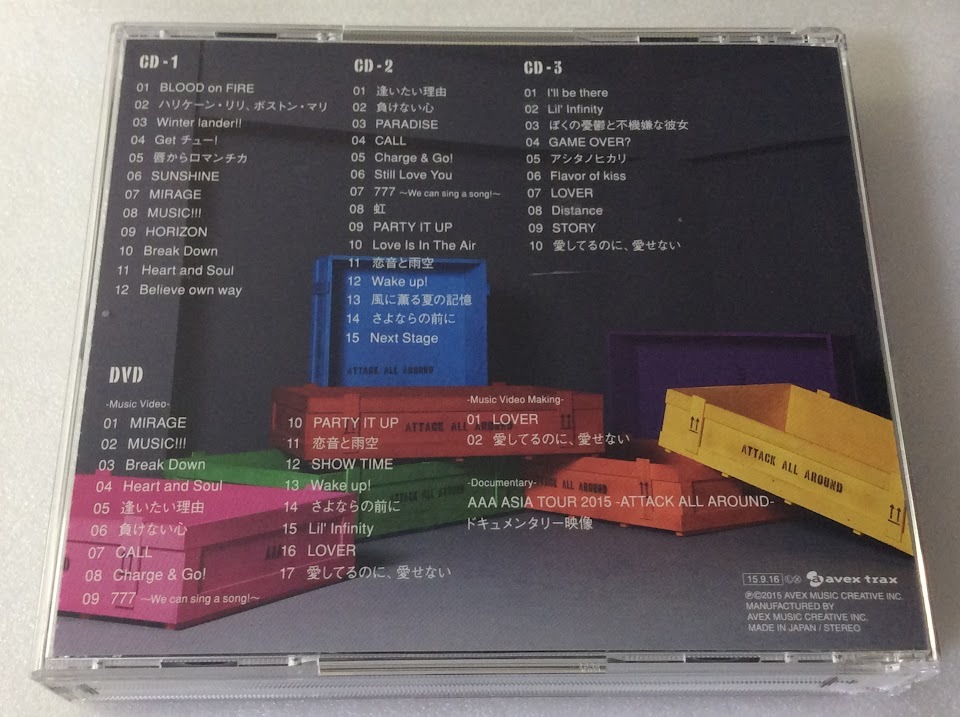 CD-1
01 BLOOD on FIRE
02 ハリケーン・リリ、ボストン・マリ
03 Winter lander!!
04 Get チュー!
05 唇からロマンチカ
06 SUNSHINE
07 MIRAGE
08 MUSIC!!!
09 HORIZON
10 Break Down
11 Heart and Soul
12 Believe own way
CD-2
01 逢いたい理由
02 負けない心
03 PARADISE
04 CALL
05 Charge & Go!
06 Still Love You
07 777 ～We can sing a song!～
08 虹
09 PARTY IT UP
10 Love Is In The Air
11 恋音と雨空
12 Wake up!
13 風に薫る夏の記憶
14 さよならの前に
15 Next Stage
CD-3
01 I'll be there
02 Lil' Infinity
03 ぼくの憂鬱と不機嫌な彼女
04 GAME OVER?
05 アシタノヒカリ
06 Flavor of kiss
07 LOVER
08 Distance
09 STORY
10 愛してるのに、愛せない
DVD
-Music Video-
01 MIRAGE
02 MUSIC!!!
03 Break Down
04 Heart and Soul
05 逢いたい理由
06 負けない心
07 CALL
08 Charge & Go!
09 777 ～We can sing a song!～
10 PARTY IT UP
11 恋音と雨空
12 SHOW TIME
13 Wake up!
14 さよならの前に
15 Lil' Infinity
16 LOVER
17 愛してるのに、愛せない
-Music Video Making-
01 LOVER
02 愛してるのに、愛せない
-Documentary-
AAA ASIA TOUR 2015 -ATTACK ALL AROUND-
ドキュメンタリー映像
ATTACK ALL AROUND
ATTACK ALL AROUND
ATTACK ALL AROUND
15.9.16 avex trax
℗©2015 AVEX MUSIC CREATIVE INC.
MANUFACTURED BY
AVEX MUSIC CREATIVE INC.
MADE IN JAPAN / STEREO